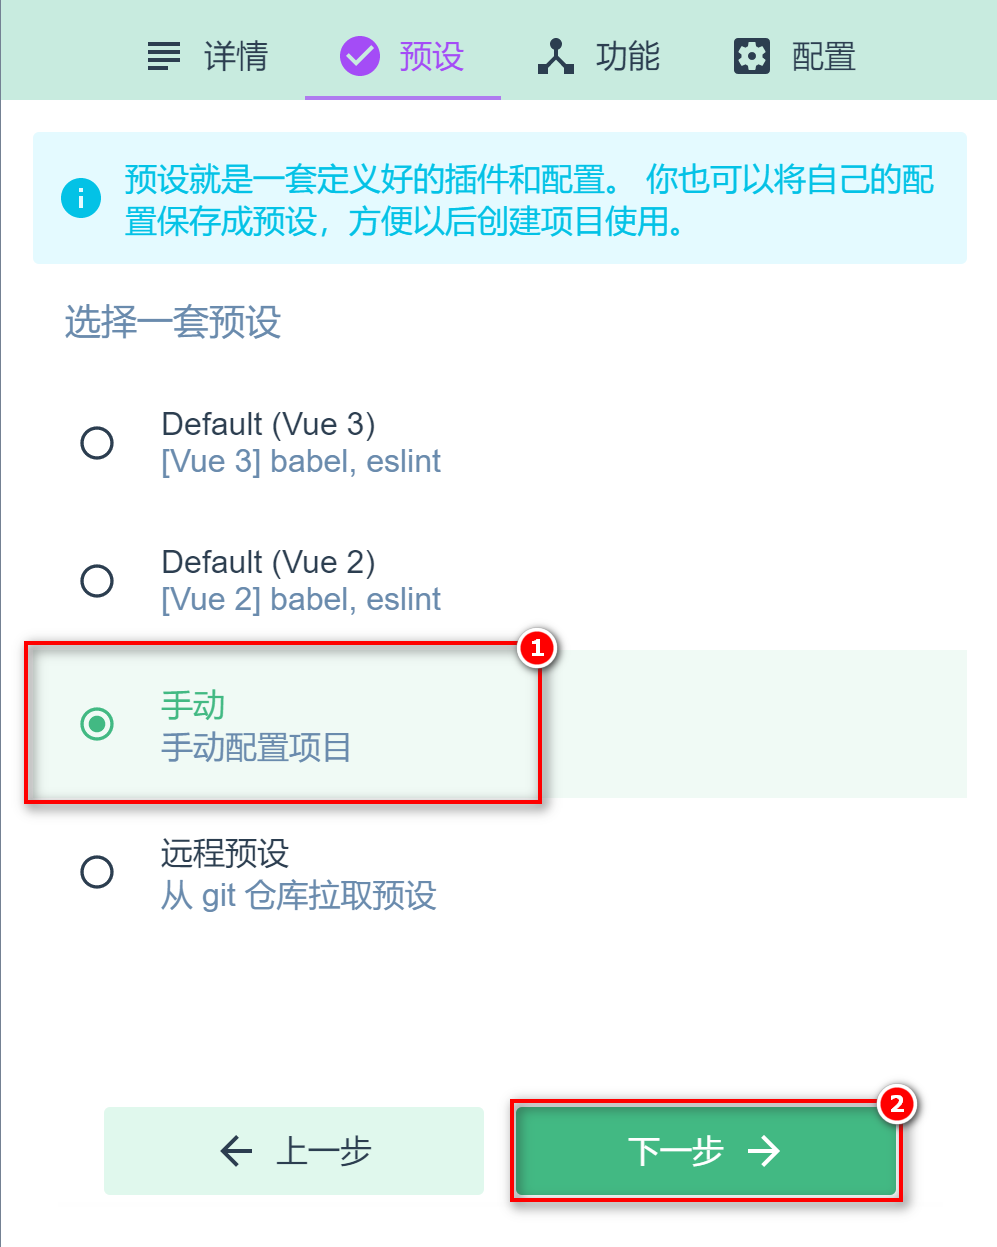 详情
预设
功能
配置
预设就是一套定义好的插件和配置。 你也可以将自己的配
置保存成预设，方便以后创建项目使用。
选择一套预设
Default (Vue 3)
[Vue 3] babel, eslint
Default (Vue 2)
[Vue 2] babel, eslint
1
手动
手动配置项目
远程预设
从 git 仓库拉取预设
上一步
下一步
2